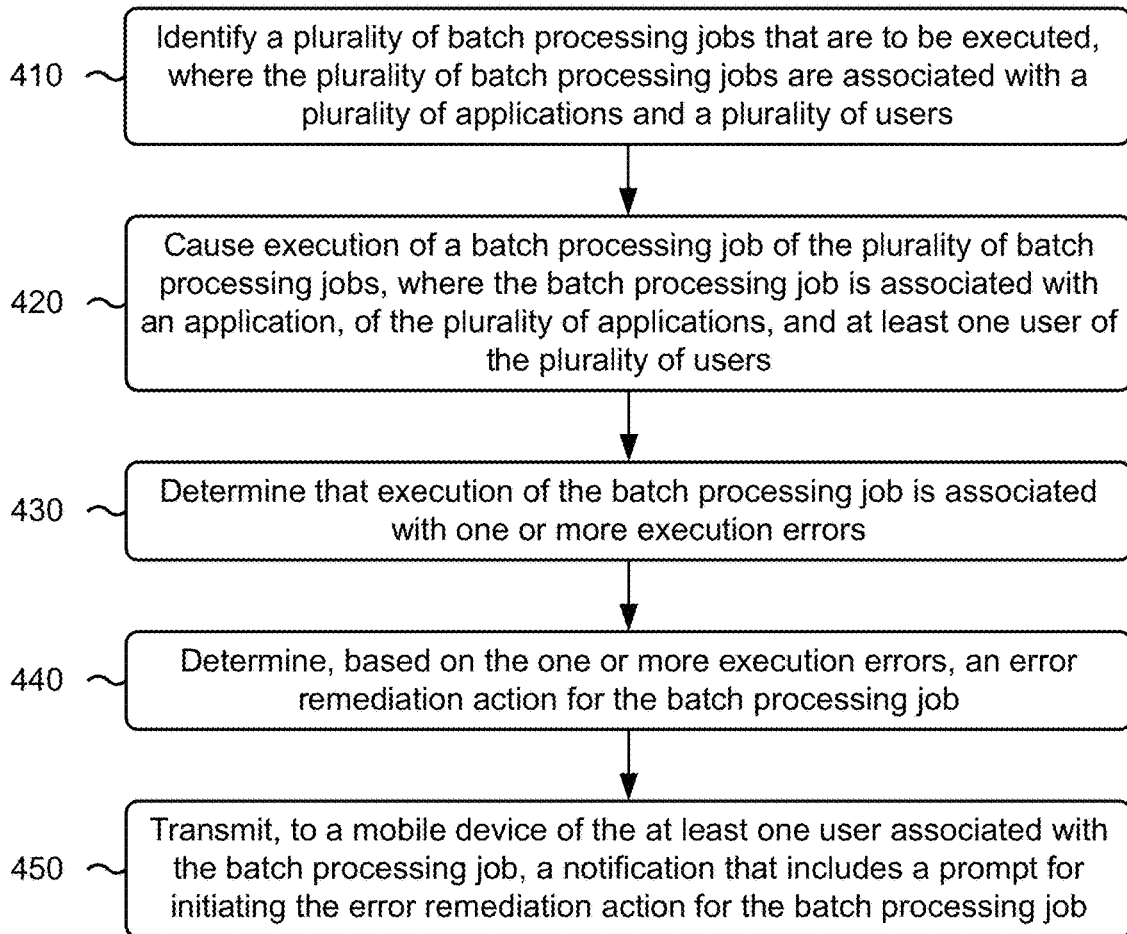 Identify a plurality of batch processing jobs that are to be executed,
410 where the plurality of batch processing jobs are associated with a
plurality of applications and a plurality of users
Cause execution of a batch processing job of the plurality of batch
processing jobs, where the batch processing job is associated with
420 an application, of the plurality of applications, and at least one user of
the plurality of users
430 Determine that execution of the batch processing job is associated
with one or more execution errors
440 Determine, based on the one or more execution errors, an error
remediation action for the batch processing job
Transmit, to a mobile device of the at least one user associated with
450 the batch processing job, a notification that includes a prompt for
initiating the error remediation action for the batch processing job